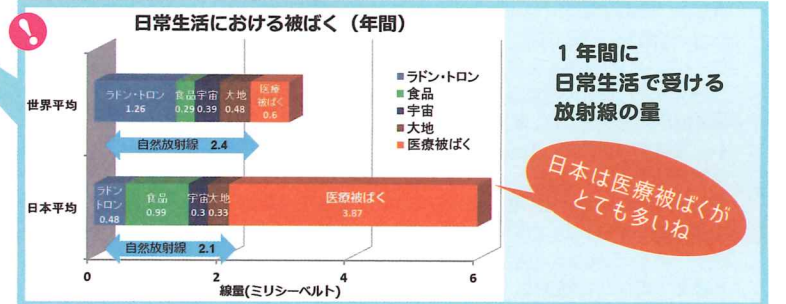 日常生活における被ばく（年間）
世界平均
ラドン・トロン
1.26
食品
0.29
宇宙
0.39
大地
0.48
医療
被ばく
0.6
自然放射線 2.4
日本平均
ラドン
トロン
0.48
食品
0.99
宇宙
0.3
大地
0.33
医療被ばく
3.87
自然放射線 2.1
0
2
4
6
線量(ミリシーベルト)
ラドン・トロン
食品
宇宙
大地
医療被ばく
1年間に
日常生活で受ける
放射線の量
日本は医療被ばくが
とても多いね